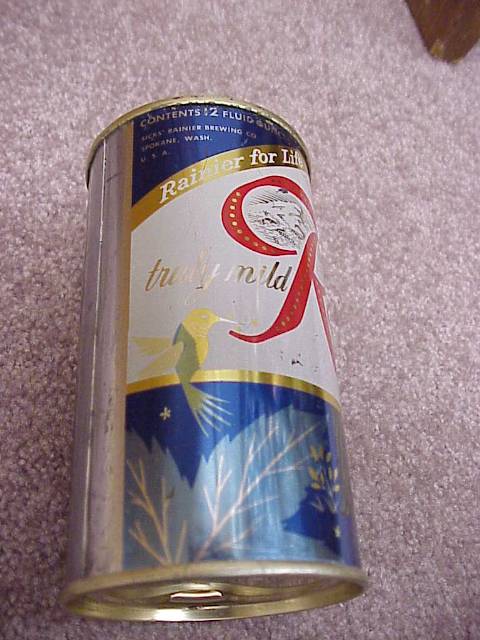 CONTENTS 12 FLUID
SICKS' RAINIER BREWING CO
SPOKANE, WASH.
U. S. A.
Rainier for Life
truly mild
R